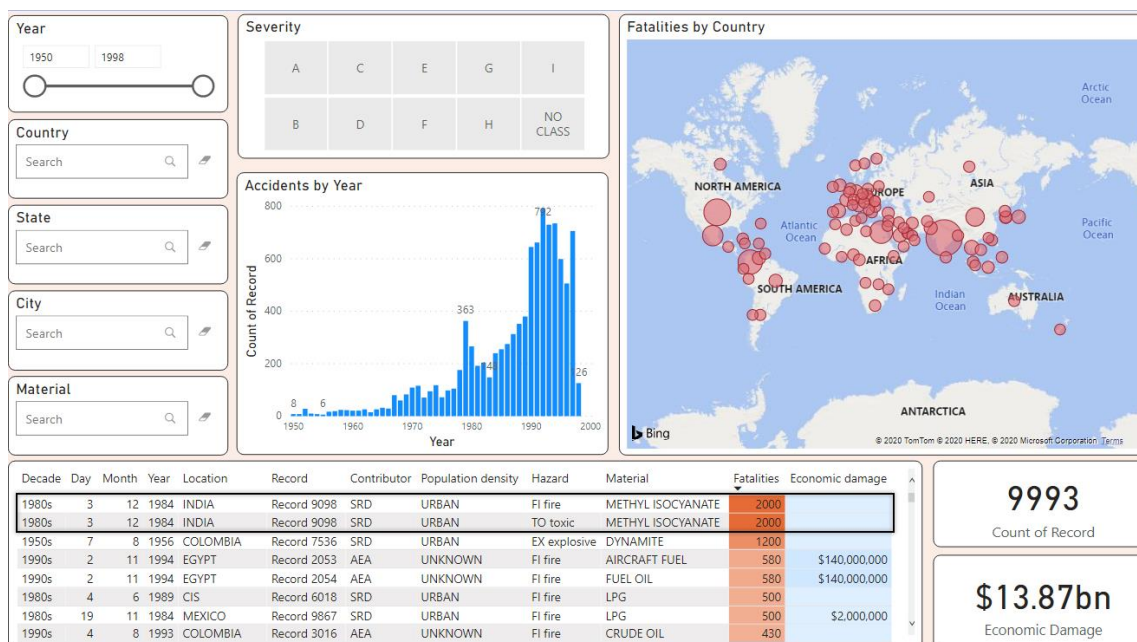 Year
1950 1998
Country
Search
State
Search
City
Search
Material
Search
Severity
A C E G I
B D F H NO CLASS
Accidents by Year
Count of Record
800
600
400
200
0
8
6
363
792
126
1950 1960 1970 1980 1990 2000
Year
Fatalities by Country
Arctic Ocean
NORTH AMERICA
ASIA
Atlantic Ocean
Pacific Ocean
AFRICA
SOUTH AMERICA
Indian Ocean
AUSTRALIA
ANTARCTICA
Bing
© 2020 TomTom © 2020 HERE, © 2020 Microsoft Corporation Terms
Decade Day Month Year Location Record Contributor Population density Hazard Material Fatalities Economic damage
1980s 3 12 1984 INDIA Record 9098 SRD URBAN FI fire METHYL ISOCYANATE 2000
1980s 3 12 1984 INDIA Record 9098 SRD URBAN TO toxic METHYL ISOCYANATE 2000
1950s 7 8 1956 COLOMBIA Record 7536 SRD URBAN EX explosive DYNAMITE 1200
1990s 2 11 1994 EGYPT Record 2053 AEA UNKNOWN FI fire AIRCRAFT FUEL 580 $140,000,000
1990s 2 11 1994 EGYPT Record 2054 AEA UNKNOWN FI fire FUEL OIL 580 $140,000,000
1980s 4 6 1989 CIS Record 6018 SRD URBAN FI fire LPG 500
1980s 19 11 1984 MEXICO Record 9867 SRD URBAN FI fire LPG 500 $2,000,000
1990s 4 8 1993 COLOMBIA Record 3016 AEA UNKNOWN FI fire CRUDE OIL 430
9993
Count of Record
$13.87bn
Economic Damage